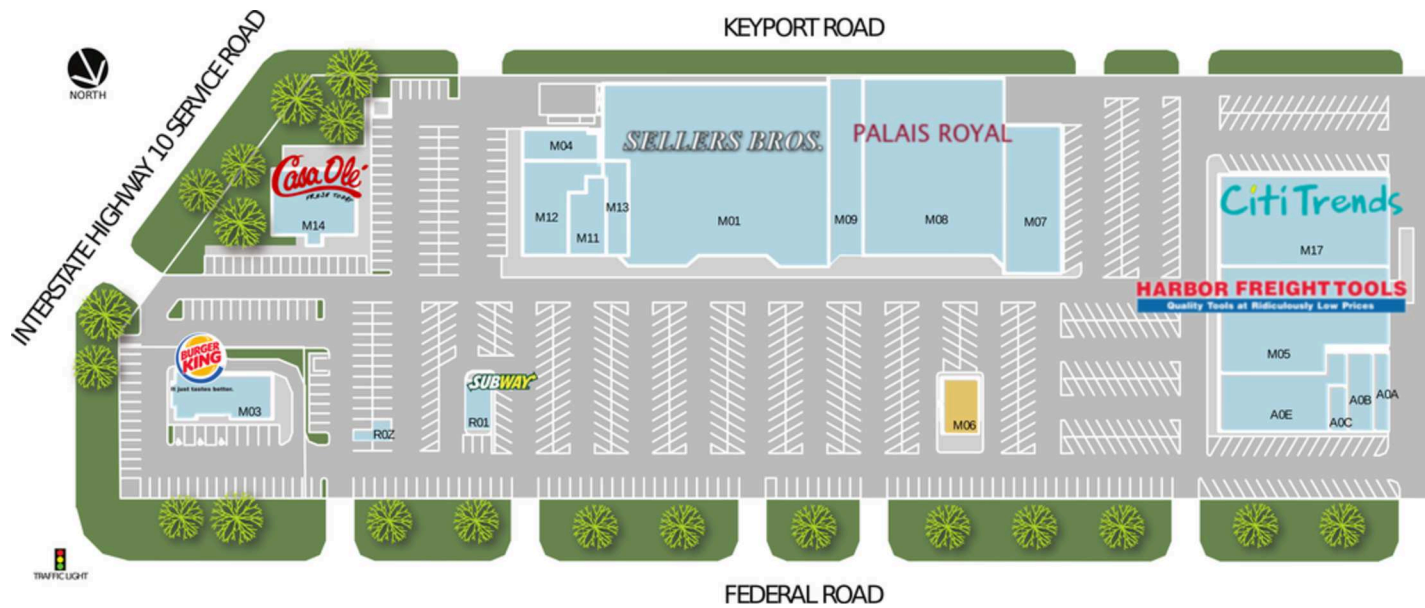 KEYPORT ROAD
INTERSTATE HIGHWAY 10 SERVICE ROAD
NORTH
SELLERS BROS.
PALAIS ROYAL
M04
Casa Olé
M12
M13
M11
M01
M09
M08
M07
M14
Citi Trends
M17
HARBOR FREIGHT TOOLS
Quality Tools at Ridiculously Low Prices
BURGER
KING
It just tastes better.
M03
SUBWAY
R0Z
R01
M06
M05
A0E
A0C
A0B
A0A
TRAFFIC LIGHT
FEDERAL ROAD